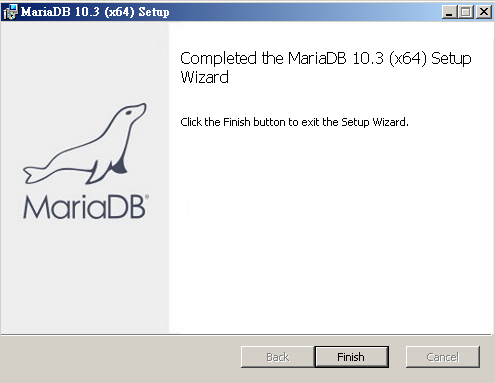 MariaDB 10.3 (x64) Setup
Completed the MariaDB 10.3 (x64) Setup
Wizard
Click the Finish button to exit the Setup Wizard.
MariaDB®
Back
Finish
Cancel